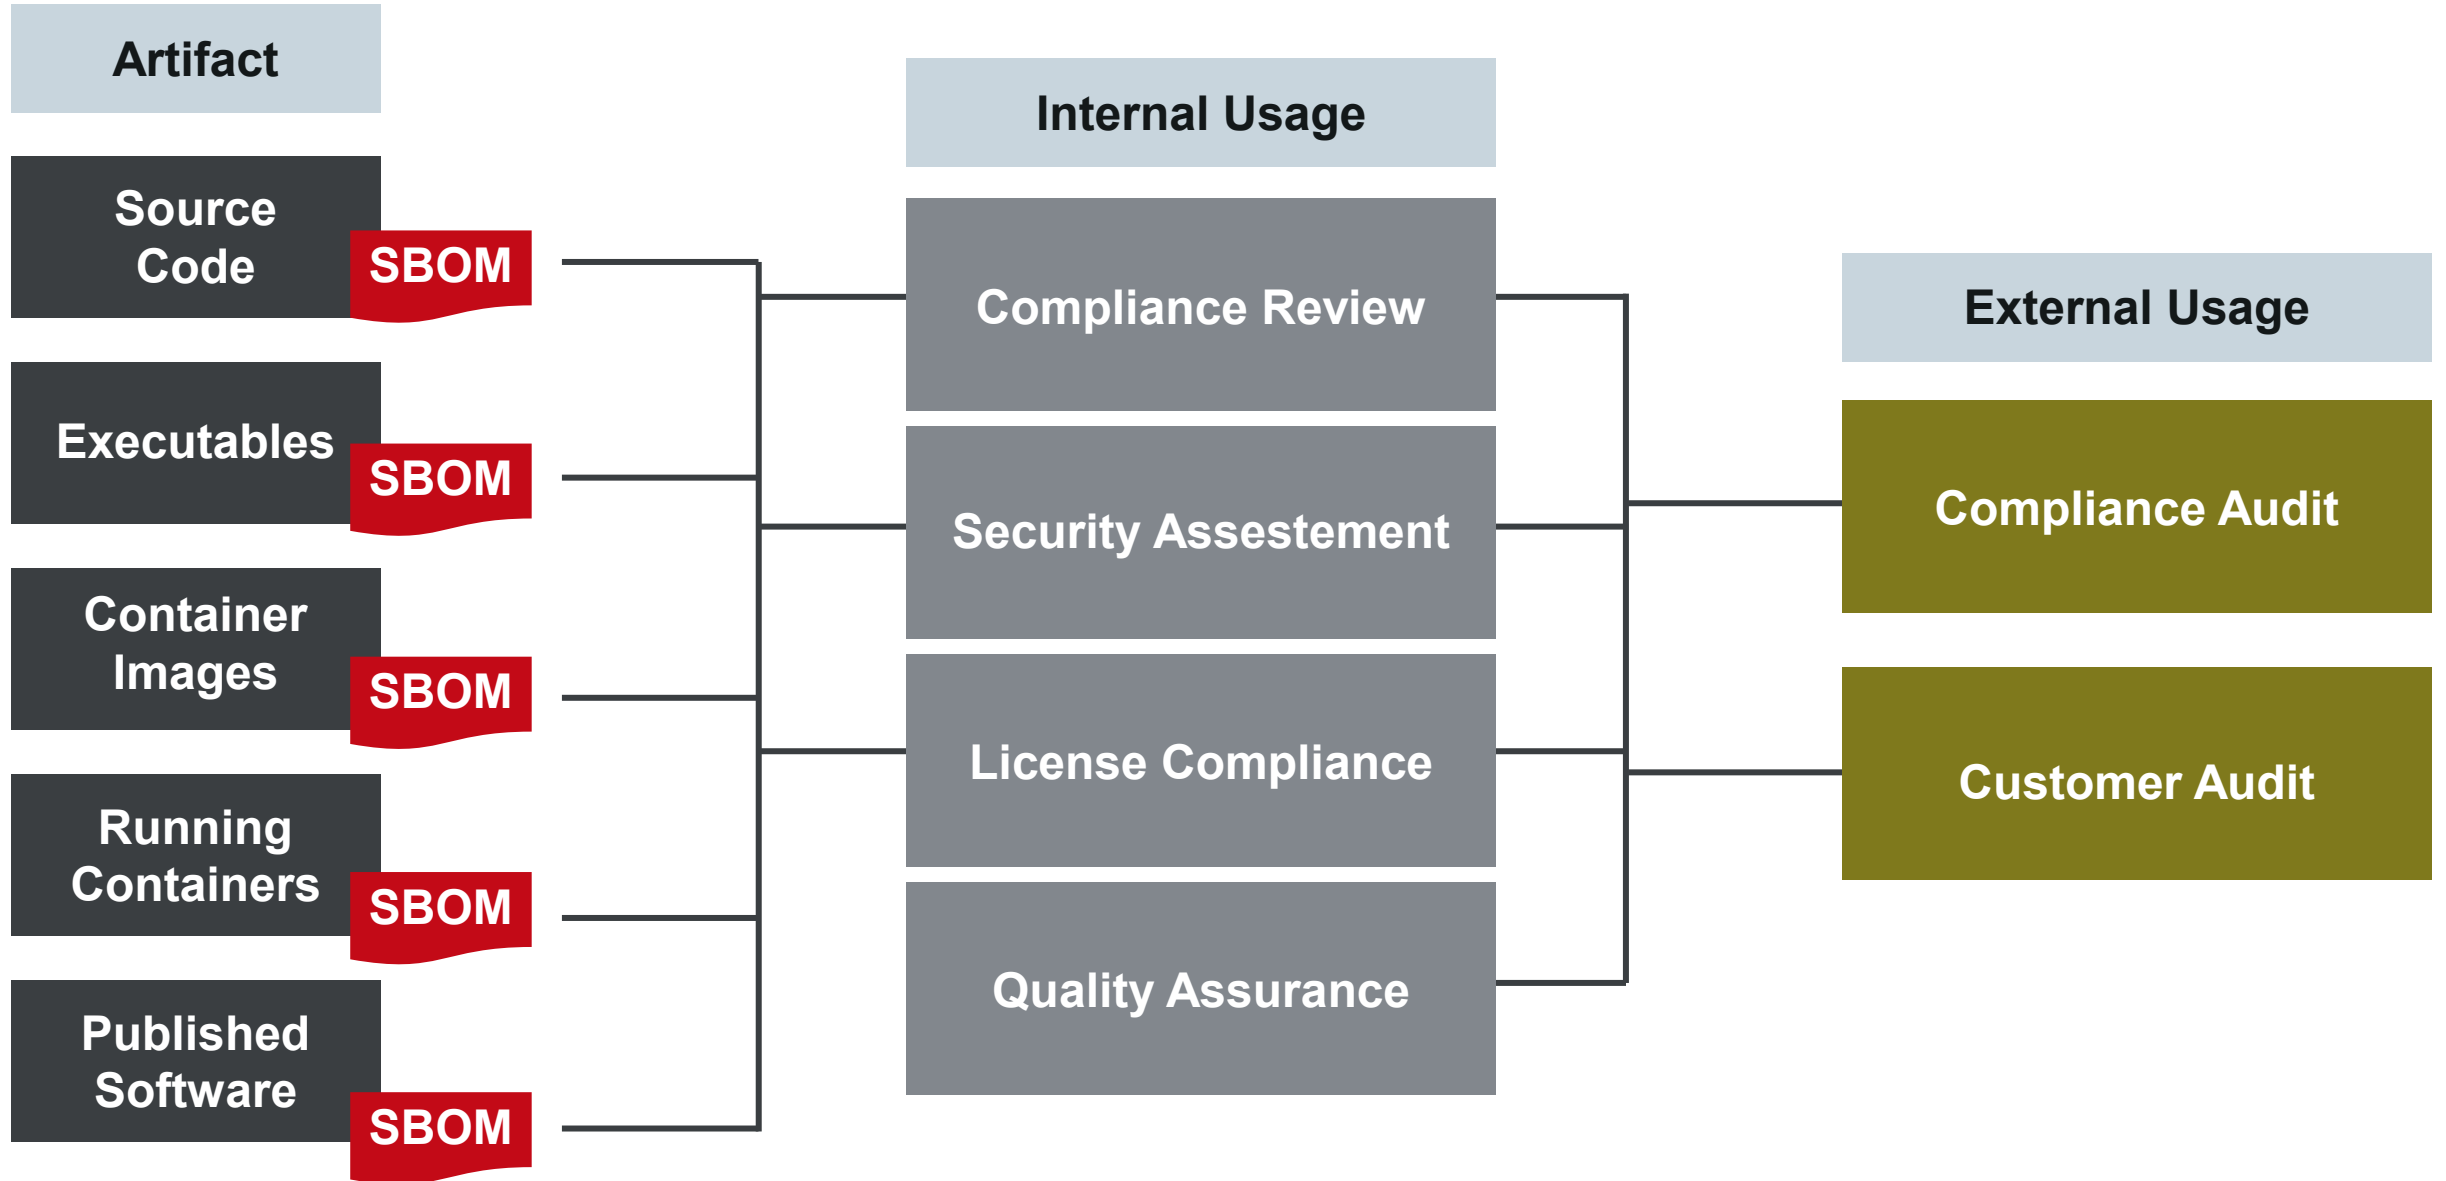 Artifact
Source
Code
SBOM
Executables
SBOM
Container
Images
SBOM
Running
Containers
SBOM
Published
Software
SBOM
Internal Usage
Compliance Review
Security Assestement
License Compliance
Quality Assurance
External Usage
Compliance Audit
Customer Audit